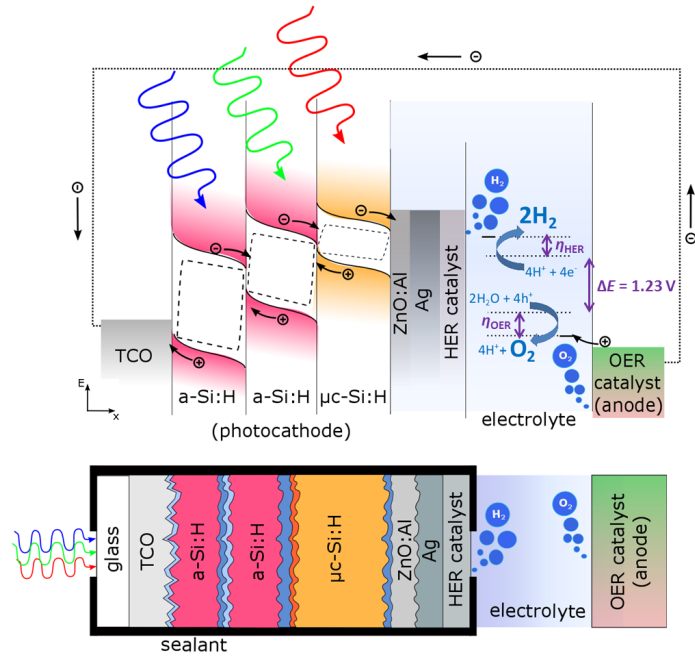 ⊖
⊖
⊖
⊖
⊖
⊖
⊕
⊕
⊕
⊕
H₂
2H₂
ηHER
4H⁺ + 4e⁻
ΔE = 1.23 V
2H₂O + 4h⁺
ηOER
4H⁺+ O₂
O₂
ZnO:Al
Ag
HER catalyst
TCO
OER
catalyst
(anode)
E
x
a-Si:H
a-Si:H
μc-Si:H
electrolyte
(photocathode)
glass
TCO
a-Si:H
a-Si:H
μc-Si:H
ZnO:Al
Ag
HER catalyst
H₂
O₂
electrolyte
OER catalyst
(anode)
sealant